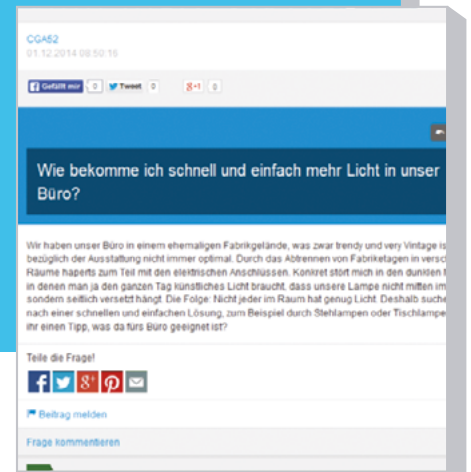 CGA52
01.12.2014 08:50:16
Gefällt mir 0 Tweet 0 g+1 0
Wie bekomme ich schnell und einfach mehr Licht in unser
Büro?
Wir haben unser Büro in einem ehemaligen Fabrikgelände, was zwar trendy und very Vintage is
bezüglich der Ausstattung nicht immer optimal. Durch das Abtrennen von Fabriketagen in versc
Räume haperts zum Teil mit den elektrischen Anschlüssen. Konkret stört mich in den dunklen
in denen man ja den ganzen Tag künstliches Licht braucht, dass unsere Lampe nicht mitten im
sondern seitlich versetzt hängt. Die Folge: Nicht jeder im Raum hat genug Licht. Deshalb suche
nach einer schnellen und einfachen Lösung, zum Beispiel durch Stehlampen oder Tischlampe
ihr einen Tipp, was da fürs Büro geeignet ist?
Teile die Frage!
Beitrag melden
Frage kommentieren